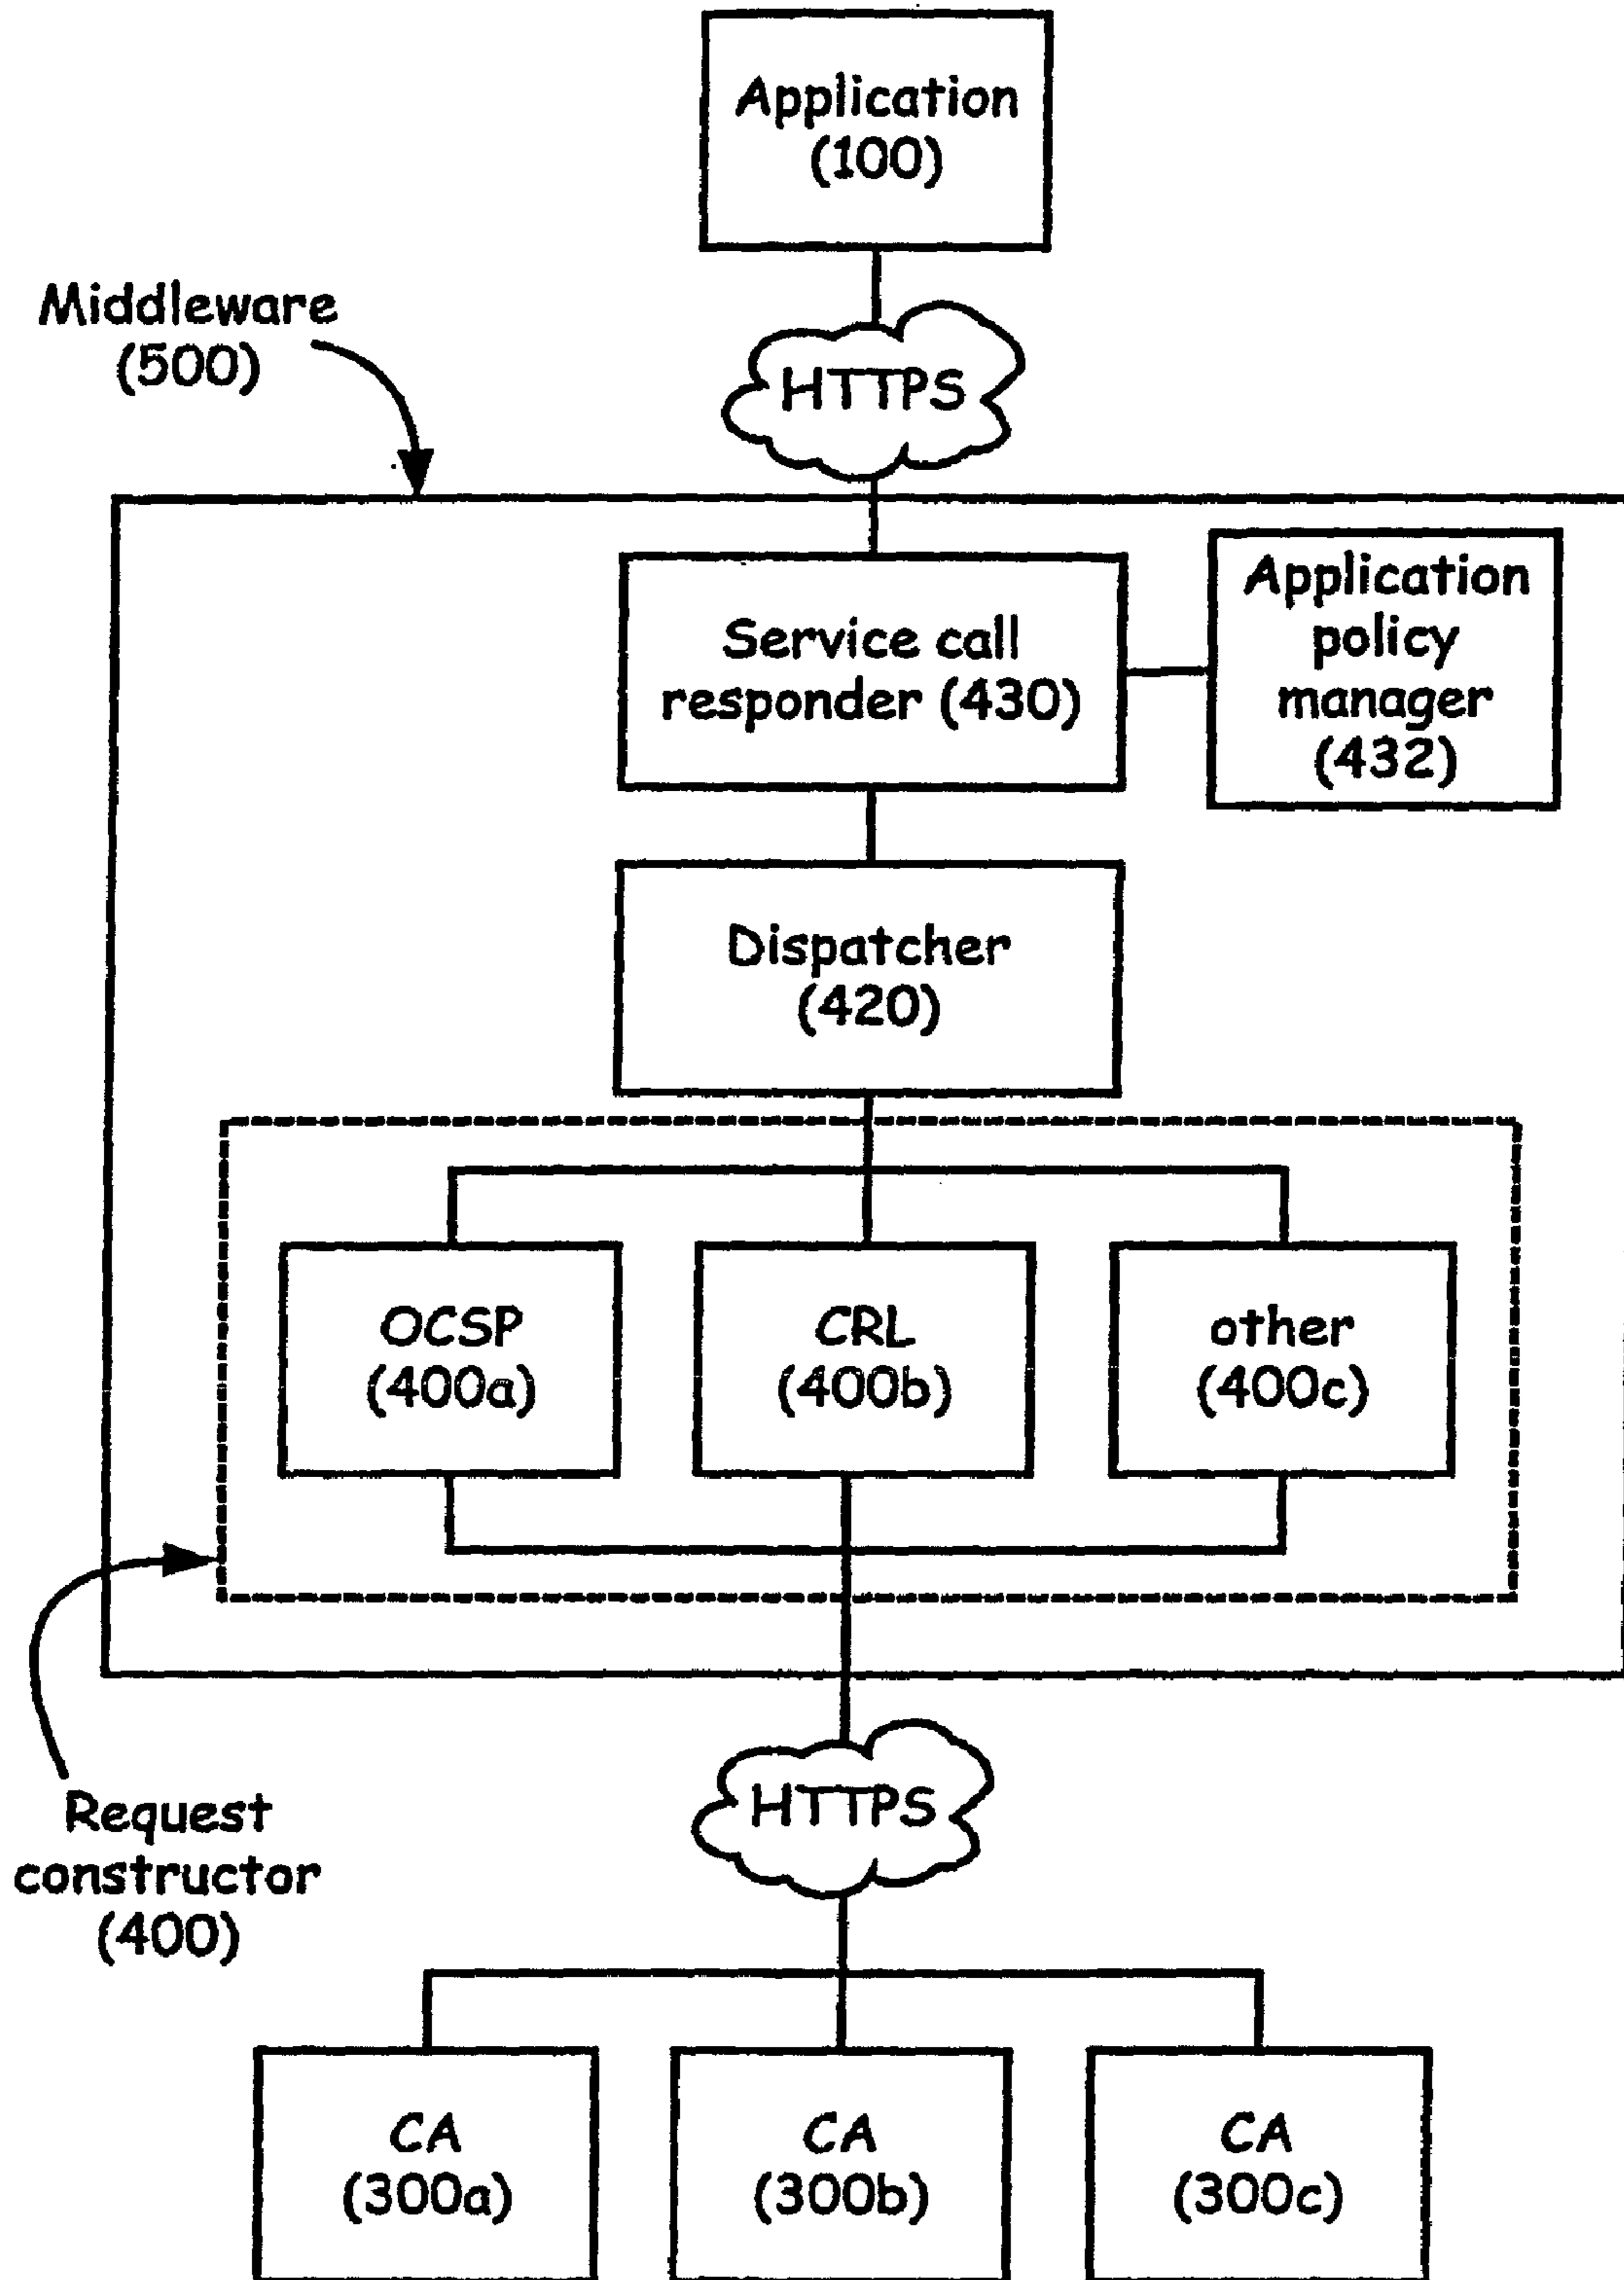 Application
(100)
Middleware
(500)
HTTPS
Service call
responder (430)
Application
policy
manager
(432)
Dispatcher
(420)
OCSP
(400a)
CRL
(400b)
other
(400c)
HTTPS
Request
constructor
(400)
CA
(300a)
CA
(300b)
CA
(300c)